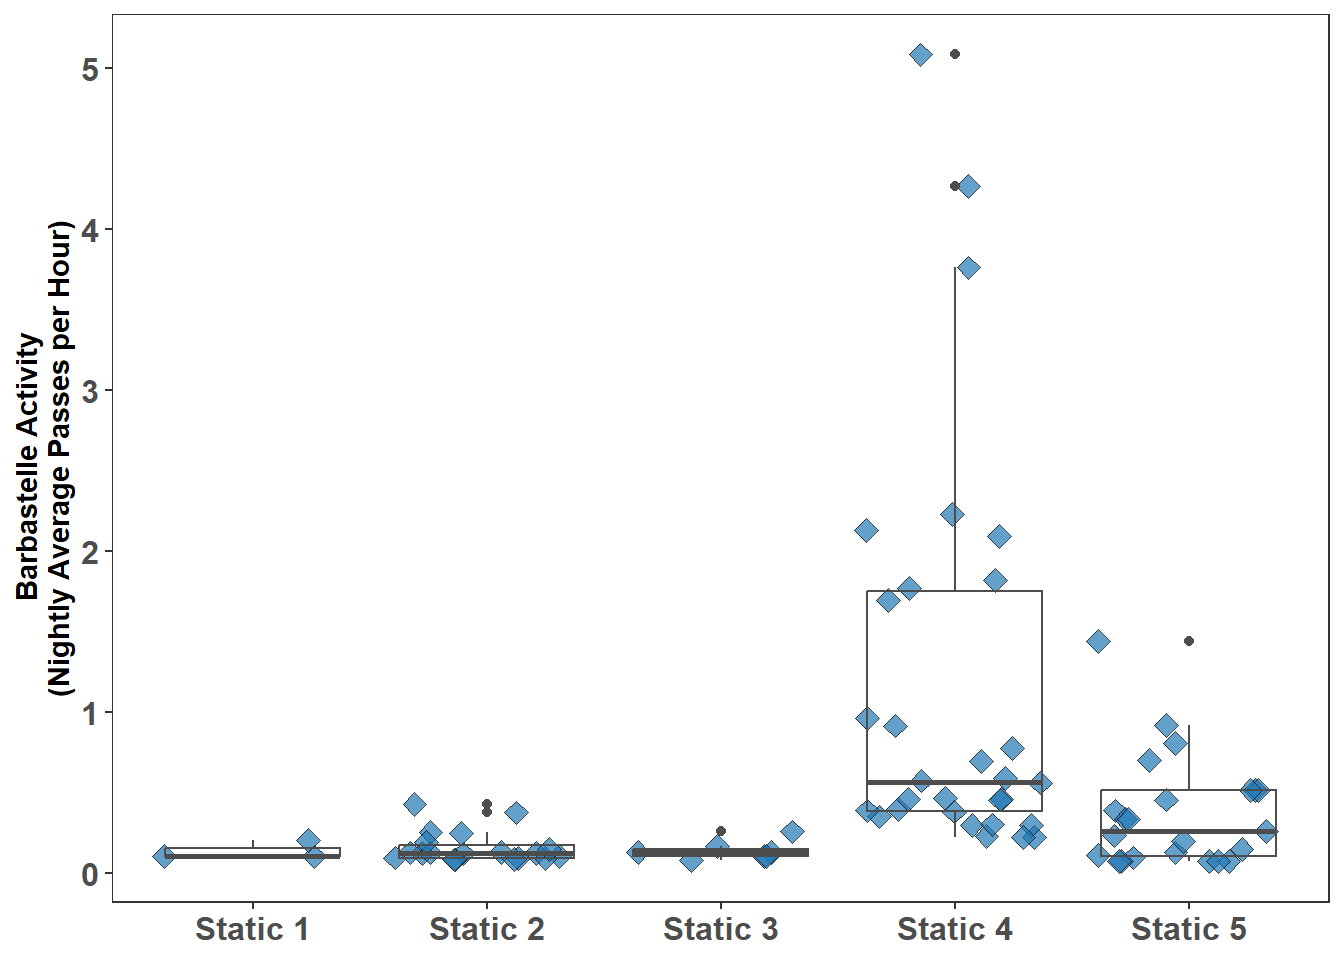 Barbastelle Activity
(Nightly Average Passes per Hour)
5
4
3
2
1
0
Static 1
Static 2
Static 3
Static 4
Static 5